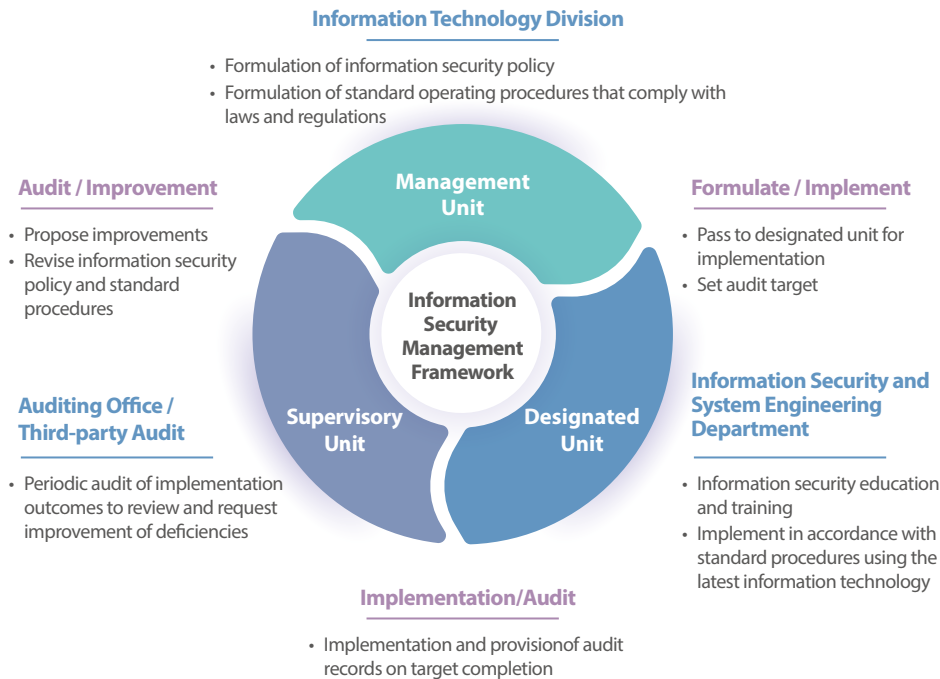 Information Technology Division
• Formulation of information security policy
• Formulation of standard operating procedures that comply with
laws and regulations
Management
Unit
Audit / Improvement
• Propose improvements
• Revise information security
policy and standard
procedures
Formulate / Implement
• Pass to designated unit for
implementation
• Set audit target
Information
Security
Management
Framework
Auditing Office /
Third-party Audit
• Periodic audit of implementation
outcomes to review and request
improvement of deficiencies
Supervisory
Unit
Designated
Unit
Information Security and
System Engineering
Department
• Information security education
and training
• Implement in accordance with
standard procedures using the
latest information technology
Implementation/Audit
• Implementation and provisionof audit
records on target completion